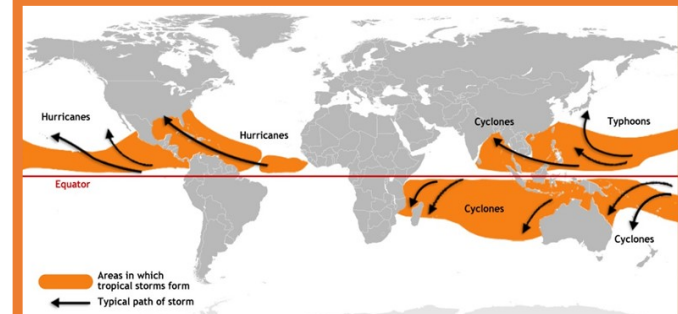 Hurricanes
Hurricanes
Cyclones
Typhoons
Equator
Cyclones
Cyclones
Areas in which
tropical storms form
Typical path of storm